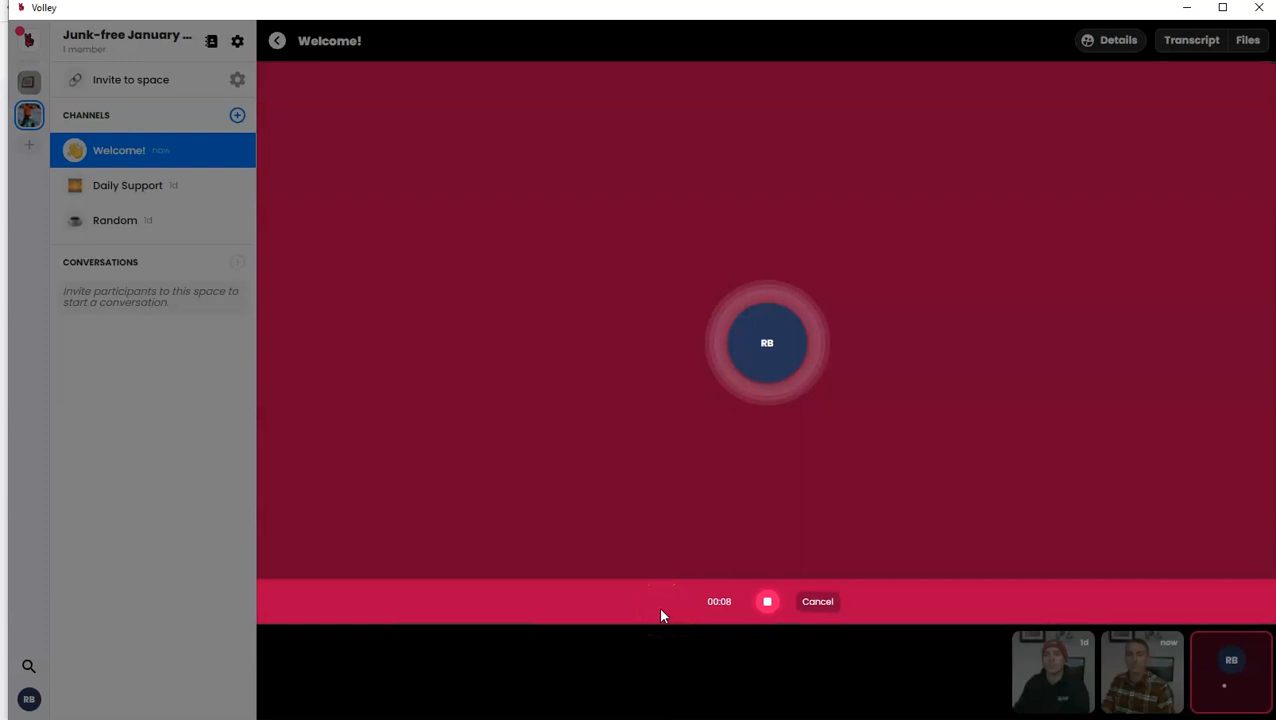 Volley
Junk-free January ...
1 member
Invite to space
CHANNELS
Welcome! now
Daily Support 1d
Random 1d
CONVERSATIONS
Invite participants to this space to
start a conversation.
RB
Welcome!
Details
Transcript
Files
RB
00:08
Cancel
1d
now
RB